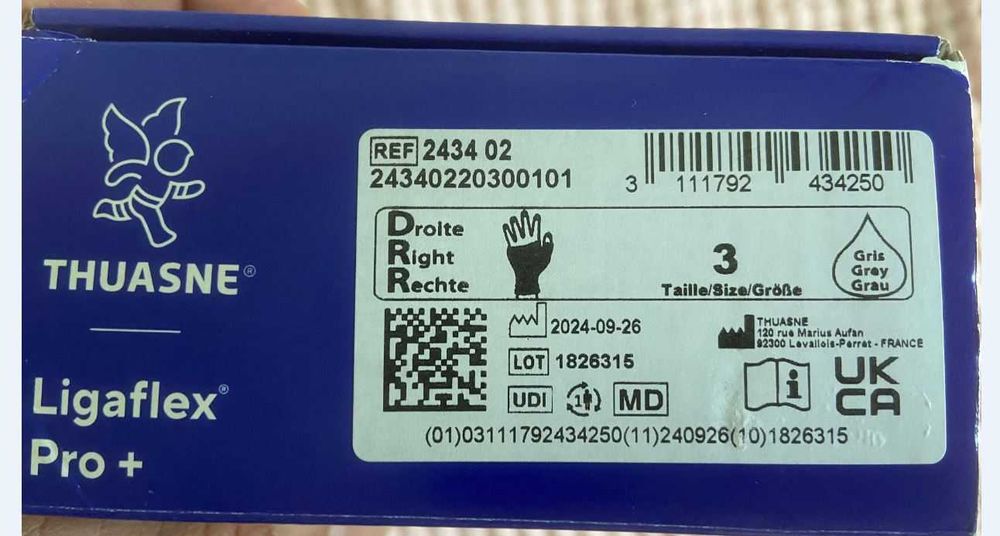 THUASNE®
Ligaflex®
Pro +
REF 2434 02
24340220300101
3 111792 434250
Droite
Right
Rechte
3
Taille/Size/Größe
Gris
Grey
Grau
2024-09-26
LOT 1826315
UDI 1 MD
THUASNE
120 rue Marius Aufan
92300 Levallois-Perret - FRANCE
i
UK
CA
(01)03111792434250(11)240926(10)1826315